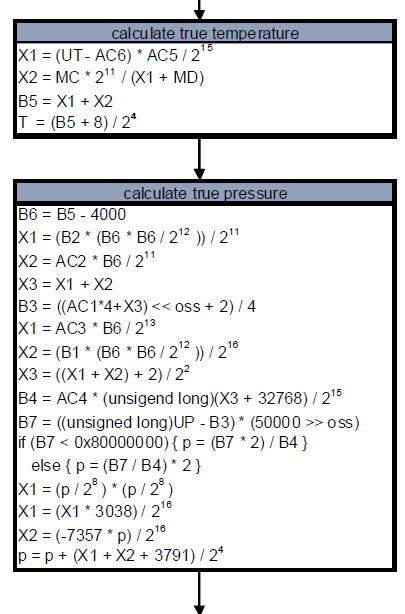 calculate true temperature
X1 = (UT - AC6) * AC5 / 2^15
X2 = MC * 2^11 / (X1 + MD)
B5 = X1 + X2
T = (B5 + 8) / 2^4
calculate true pressure
B6 = B5 - 4000
X1 = (B2 * (B6 * B6 / 2^12 )) / 2^11
X2 = AC2 * B6 / 2^11
X3 = X1 + X2
B3 = ((AC1*4+X3) << oss + 2) / 4
X1 = AC3 * B6 / 2^13
X2 = (B1 * (B6 * B6 / 2^12 )) / 2^16
X3 = ((X1 + X2) + 2) / 2^2
B4 = AC4 * (unsigend long)(X3 + 32768) / 2^15
B7 = ((unsigned long)UP - B3) * (50000 >> oss)
if (B7 < 0x80000000) { p = (B7 * 2) / B4 }
else { p = (B7 / B4) * 2 }
X1 = (p / 2^8 ) * (p / 2^8 )
X1 = (X1 * 3038) / 2^16
X2 = (-7357 * p) / 2^16
p = p + (X1 + X2 + 3791) / 2^4